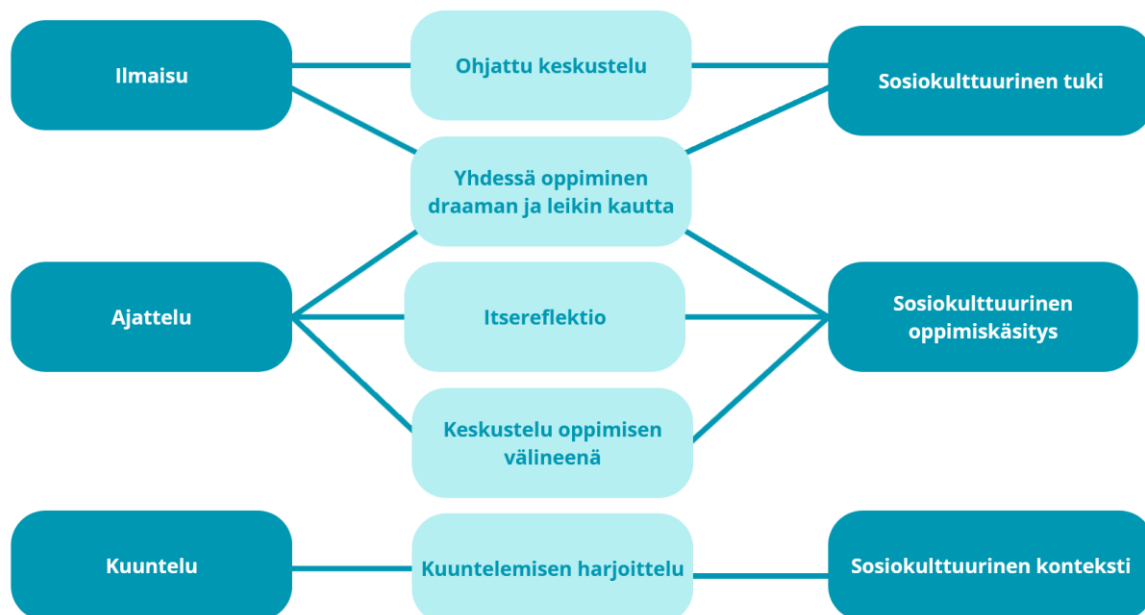 Ilmaisu
Ohjattu keskustelu
Sosiokulttuurinen tuki
Yhdessä oppiminen
draaman ja leikin kautta
Ajattelu
Itsereflektio
Sosiokulttuurinen
oppimiskäsitys
Keskustelu oppimisen
välineenä
Kuuntelu
Kuuntelemisen harjoittelu
Sosiokulttuurinen konteksti